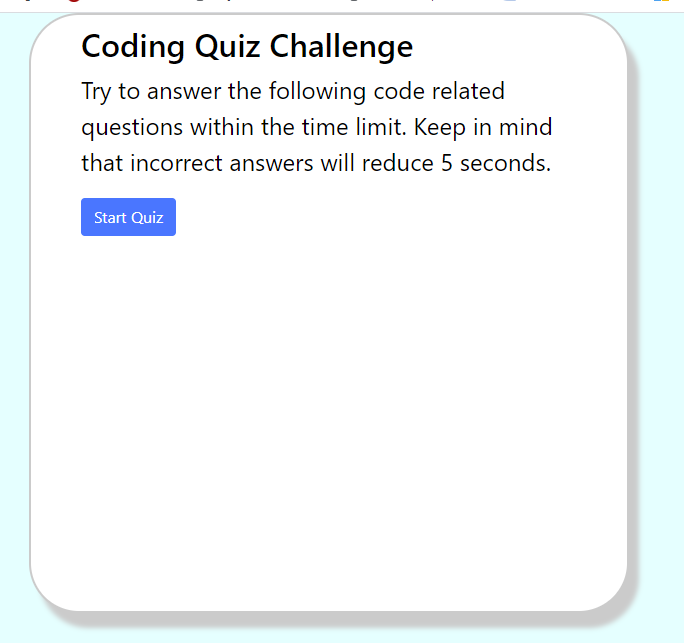 Coding Quiz Challenge
Try to answer the following code related
questions within the time limit. Keep in mind
that incorrect answers will reduce 5 seconds.
Start Quiz